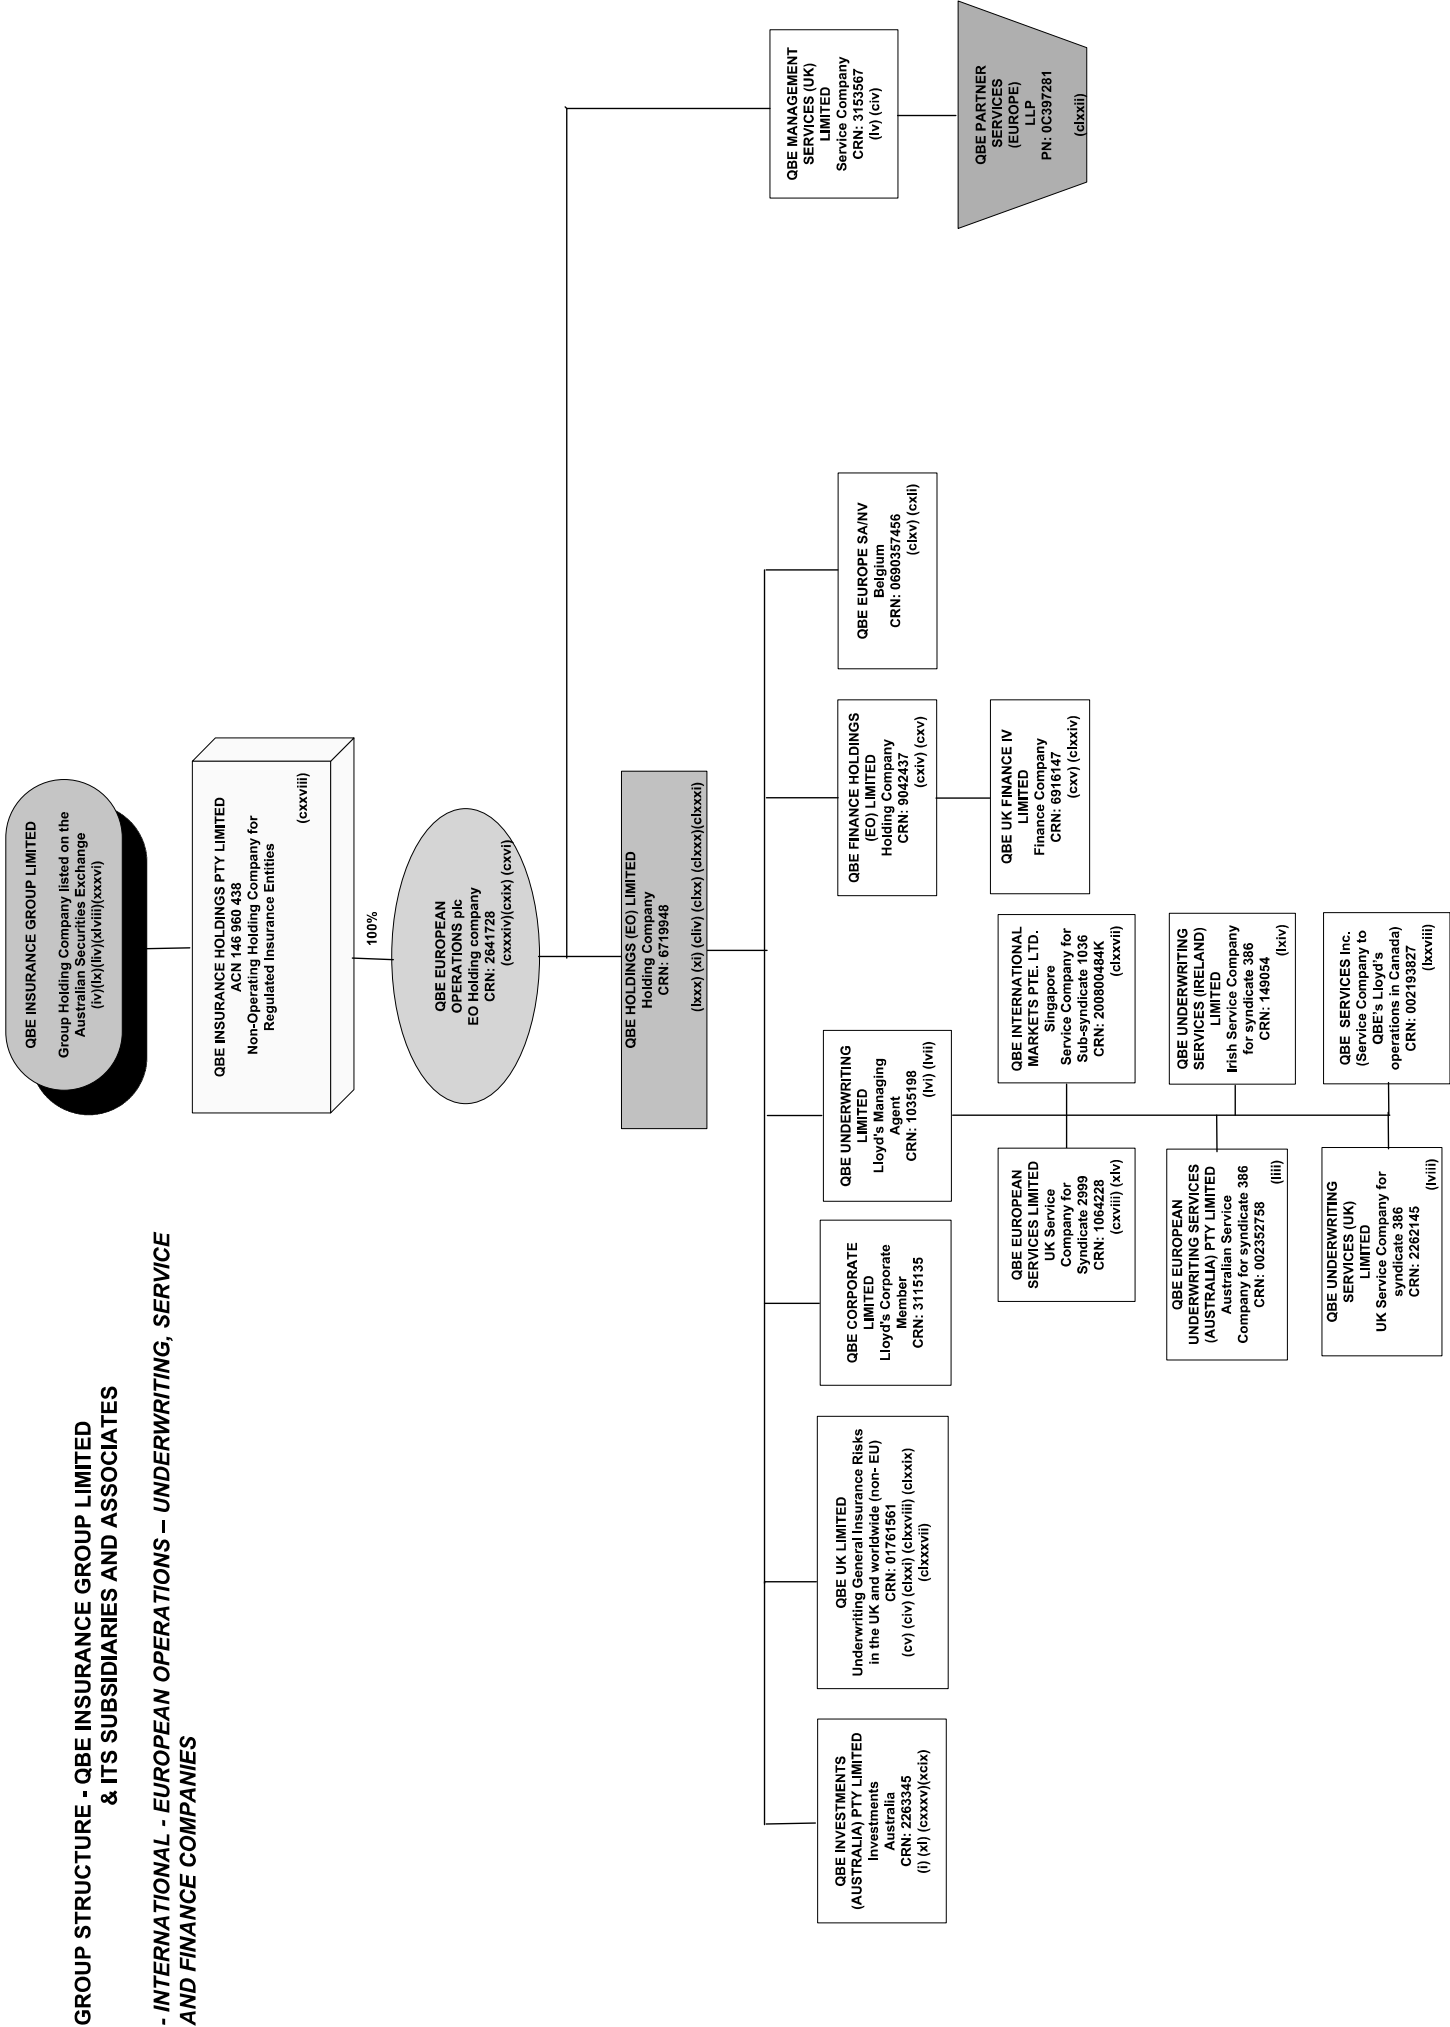 GROUP STRUCTURE - QBE INSURANCE GROUP LIMITED
& ITS SUBSIDIARIES AND ASSOCIATES
- INTERNATIONAL - EUROPEAN OPERATIONS – UNDERWRITING, SERVICE
AND FINANCE COMPANIES
QBE INSURANCE GROUP LIMITED
Group Holding Company listed on the
Australian Securities Exchange
(iv)(ix)(liv)(xlviii)(xxxvi)
QBE INSURANCE HOLDINGS PTY LIMITED
ACN 146 960 438
Non-Operating Holding Company for
Regulated Insurance Entities
(cxxviii)
100%
QBE EUROPEAN
OPERATIONS plc
EO Holding company
CRN: 2641728
(cxxxiv)(cxix) (cxvi)
QBE HOLDINGS (EO) LIMITED
Holding Company
CRN: 6719948
(lxxx) (xi) (cliv) (clxx) (clxxx)(clxxxi)
QBE MANAGEMENT
SERVICES (UK)
LIMITED
Service Company
CRN: 3153567
(lv) (civ)
QBE PARTNER
SERVICES
(EUROPE)
LLP
PN: 0C397281
(clxxii)
QBE INVESTMENTS
(AUSTRALIA) PTY LIMITED
Investments
Australia
CRN: 2263345
(i) (xl) (cxxxv)(xcix)
QBE UK LIMITED
Underwriting General Insurance Risks
in the UK and worldwide (non- EU)
CRN: 01761561
(cv) (civ) (clxxi) (clxxviii) (clxxix)
(clxxxvii)
QBE CORPORATE
LIMITED
Lloyd's Corporate
Member
CRN: 3115135
QBE UNDERWRITING
LIMITED
Lloyd's Managing
Agent
CRN: 1035198
(lvi) (lvii)
QBE FINANCE HOLDINGS
(EO) LIMITED
Holding Company
CRN: 9042437
(cxiv) (cxv)
QBE EUROPE SA/NV
Belgium
CRN: 0690357456
(clxv) (cxli)
QBE UK FINANCE IV
LIMITED
Finance Company
CRN: 6916147
(cxv) (clxxiv)
QBE EUROPEAN
SERVICES LIMITED
UK Service
Company for
Syndicate 2999
CRN: 1064228
(cxviii) (xlv)
QBE INTERNATIONAL
MARKETS PTE. LTD.
Singapore
Service Company for
Sub-syndicate 1036
CRN: 200800484K
(clxxvii)
QBE EUROPEAN
UNDERWRITING SERVICES
(AUSTRALIA) PTY LIMITED
Australian Service
Company for syndicate 386
CRN: 002352758
(liii)
QBE UNDERWRITING
SERVICES (IRELAND)
LIMITED
Irish Service Company
for syndicate 386
CRN: 149054
(lxiv)
QBE UNDERWRITING
SERVICES (UK)
LIMITED
UK Service Company for
syndicate 386
CRN: 2262145
(lviii)
QBE SERVICES Inc.
(Service Company to
QBE's Lloyd's
operations in Canada)
CRN: 002193827
(lxxviii)